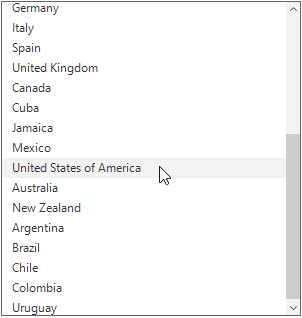 Germany
Italy
Spain
United Kingdom
Canada
Cuba
Jamaica
Mexico
United States of America
Australia
New Zealand
Argentina
Brazil
Chile
Colombia
Uruguay